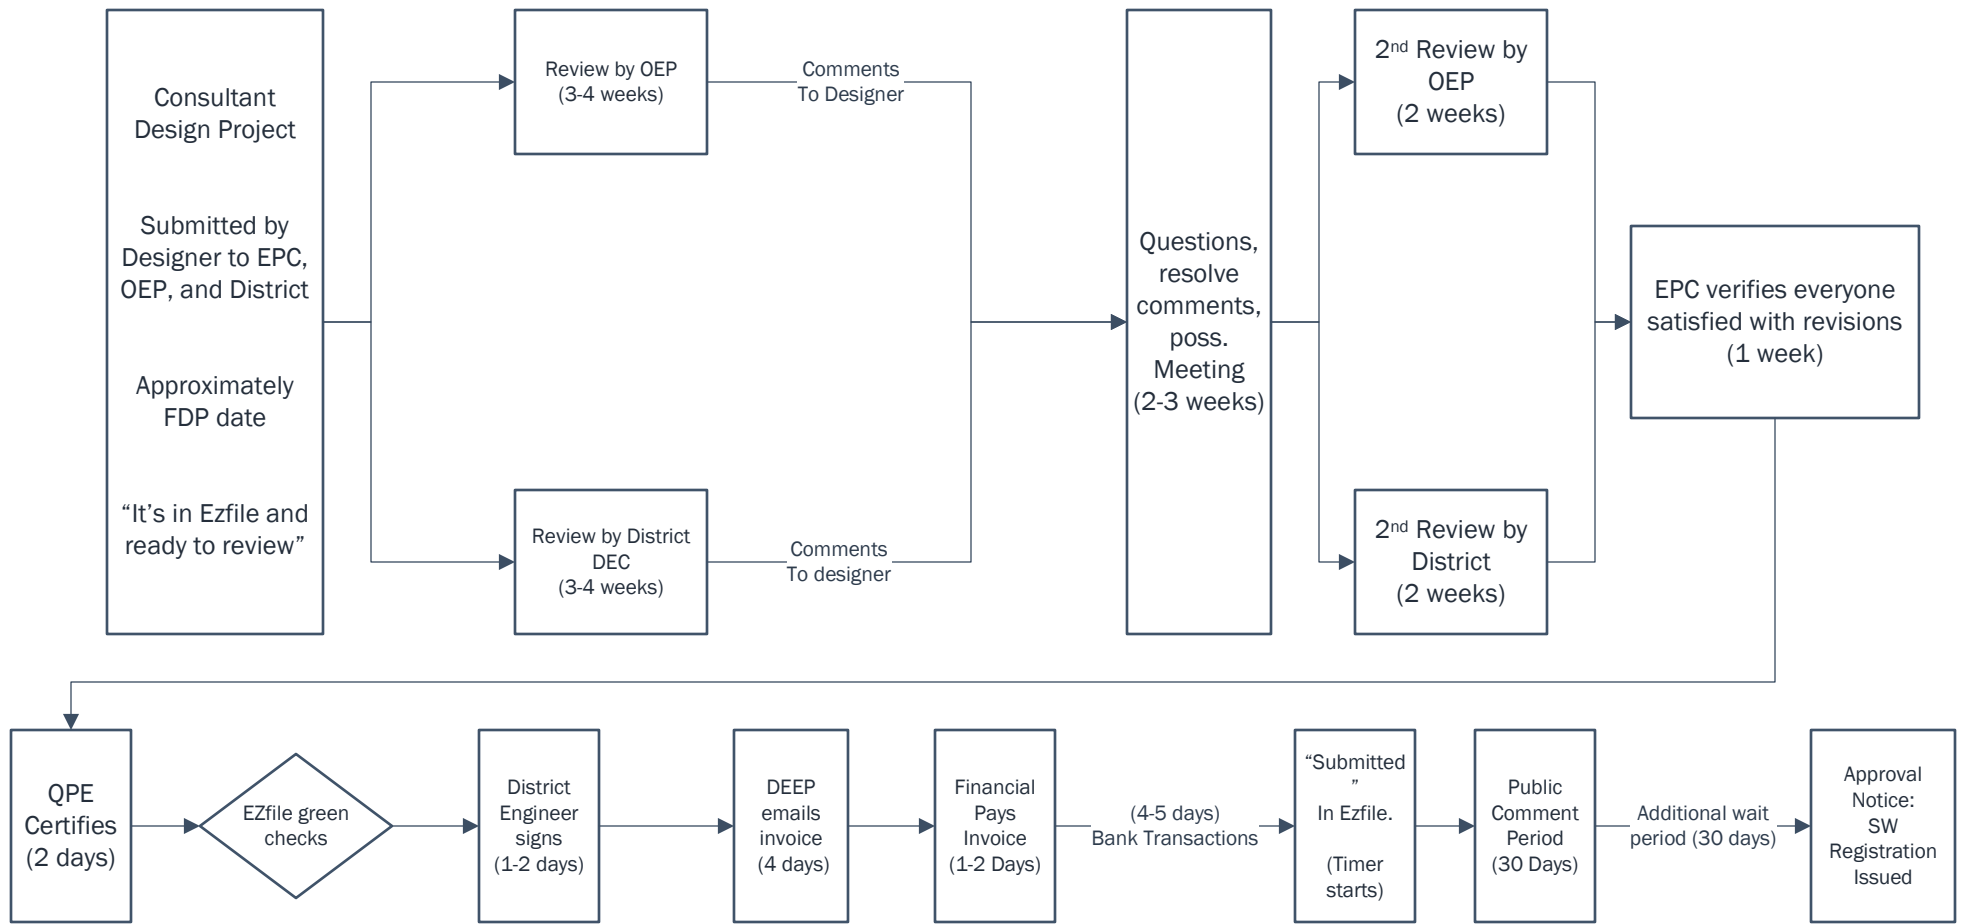 Consultant
Design Project
Submitted by
Designer to EPC,
OEP, and District
Approximately
FDP date
“It’s in Ezfile and
ready to review”
Review by OEP
(3-4 weeks)
Comments
To Designer
Review by District
DEC
(3-4 weeks)
Comments
To designer
Questions,
resolve
comments,
poss.
Meeting
(2-3 weeks)
2nd Review by
OEP
(2 weeks)
2nd Review by
District
(2 weeks)
EPC verifies everyone
satisfied with revisions
(1 week)
QPE
Certifies
(2 days)
EZfile green
checks
District
Engineer
signs
(1-2 days)
DEEP
emails
invoice
(4 days)
Financial
Pays
Invoice
(1-2 Days)
(4-5 days)
Bank Transactions
“Submitted
”
In Ezfile.
(Timer
starts)
Public
Comment
Period
(30 Days)
Additional wait
period (30 days)
Approval
Notice:
SW
Registration
Issued